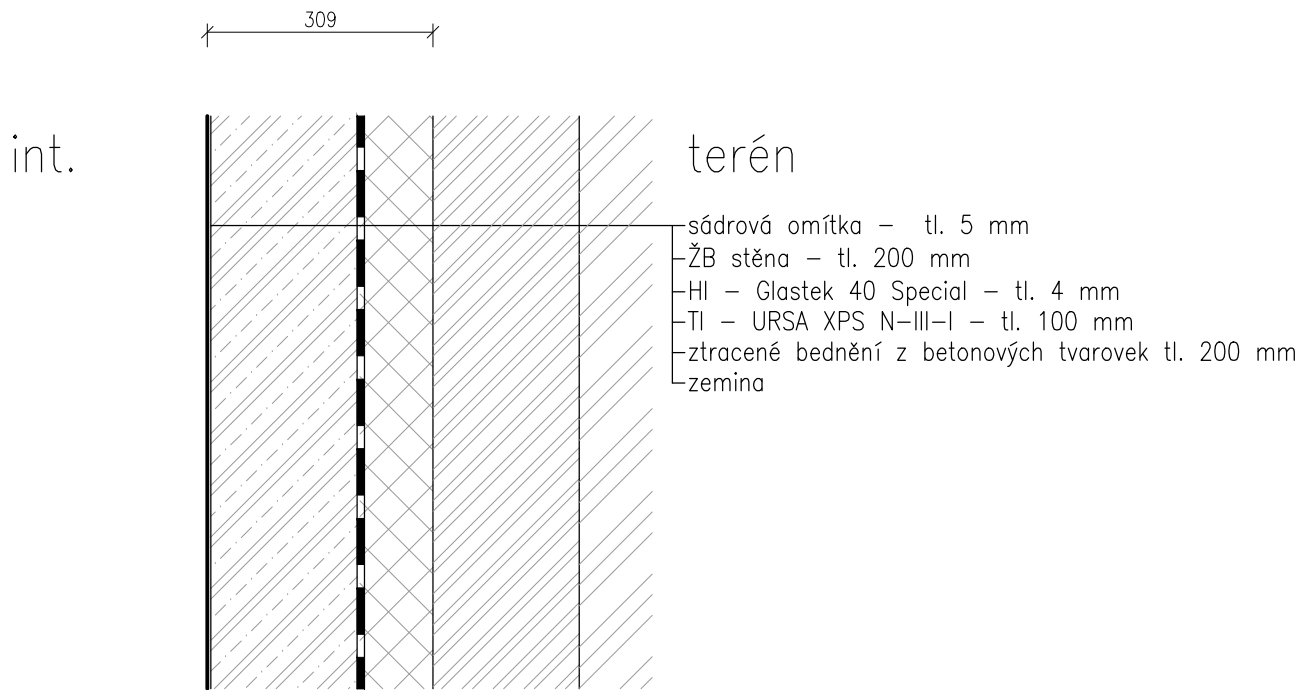 309
int.
terén
sádrová omítka – tl. 5 mm
ŽB stěna – tl. 200 mm
HI – Glastek 40 Special – tl. 4 mm
TI – URSA XPS N–III–I – tl. 100 mm
ztracené bednění z betonových tvarovek tl. 200 mm
zemina